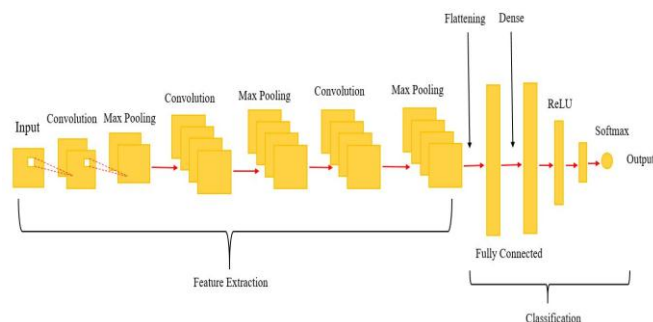 Flattening
Dense
Convolution
Max Pooling
Convolution
Max Pooling
Input
Convolution
Max Pooling
ReLU
Softmax
Output
Fully Connected
Feature Extraction
Classification